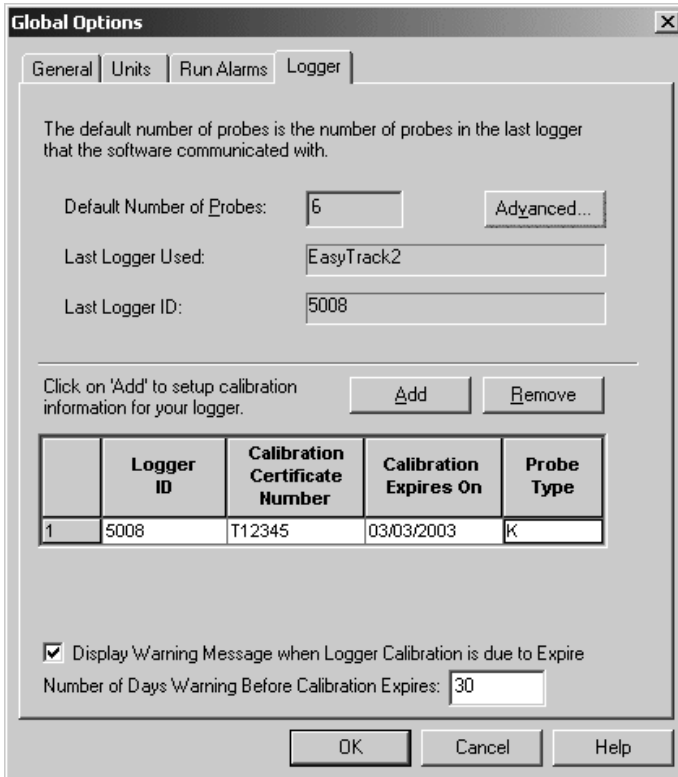 Global Options
General Units Run Alarms Logger
The default number of probes is the number of probes in the last logger
that the software communicated with.
Default Number of Probes: 6 Advanced...
Last Logger Used: EasyTrack2
Last Logger ID: 5008
Click on 'Add' to setup calibration
information for your logger.
Add Remove
Logger ID Calibration Certificate Number Calibration Expires On Probe Type
1 5008 T12345 03/03/2003 K
Display Warning Message when Logger Calibration is due to Expire
Number of Days Warning Before Calibration Expires: 30
OK Cancel Help